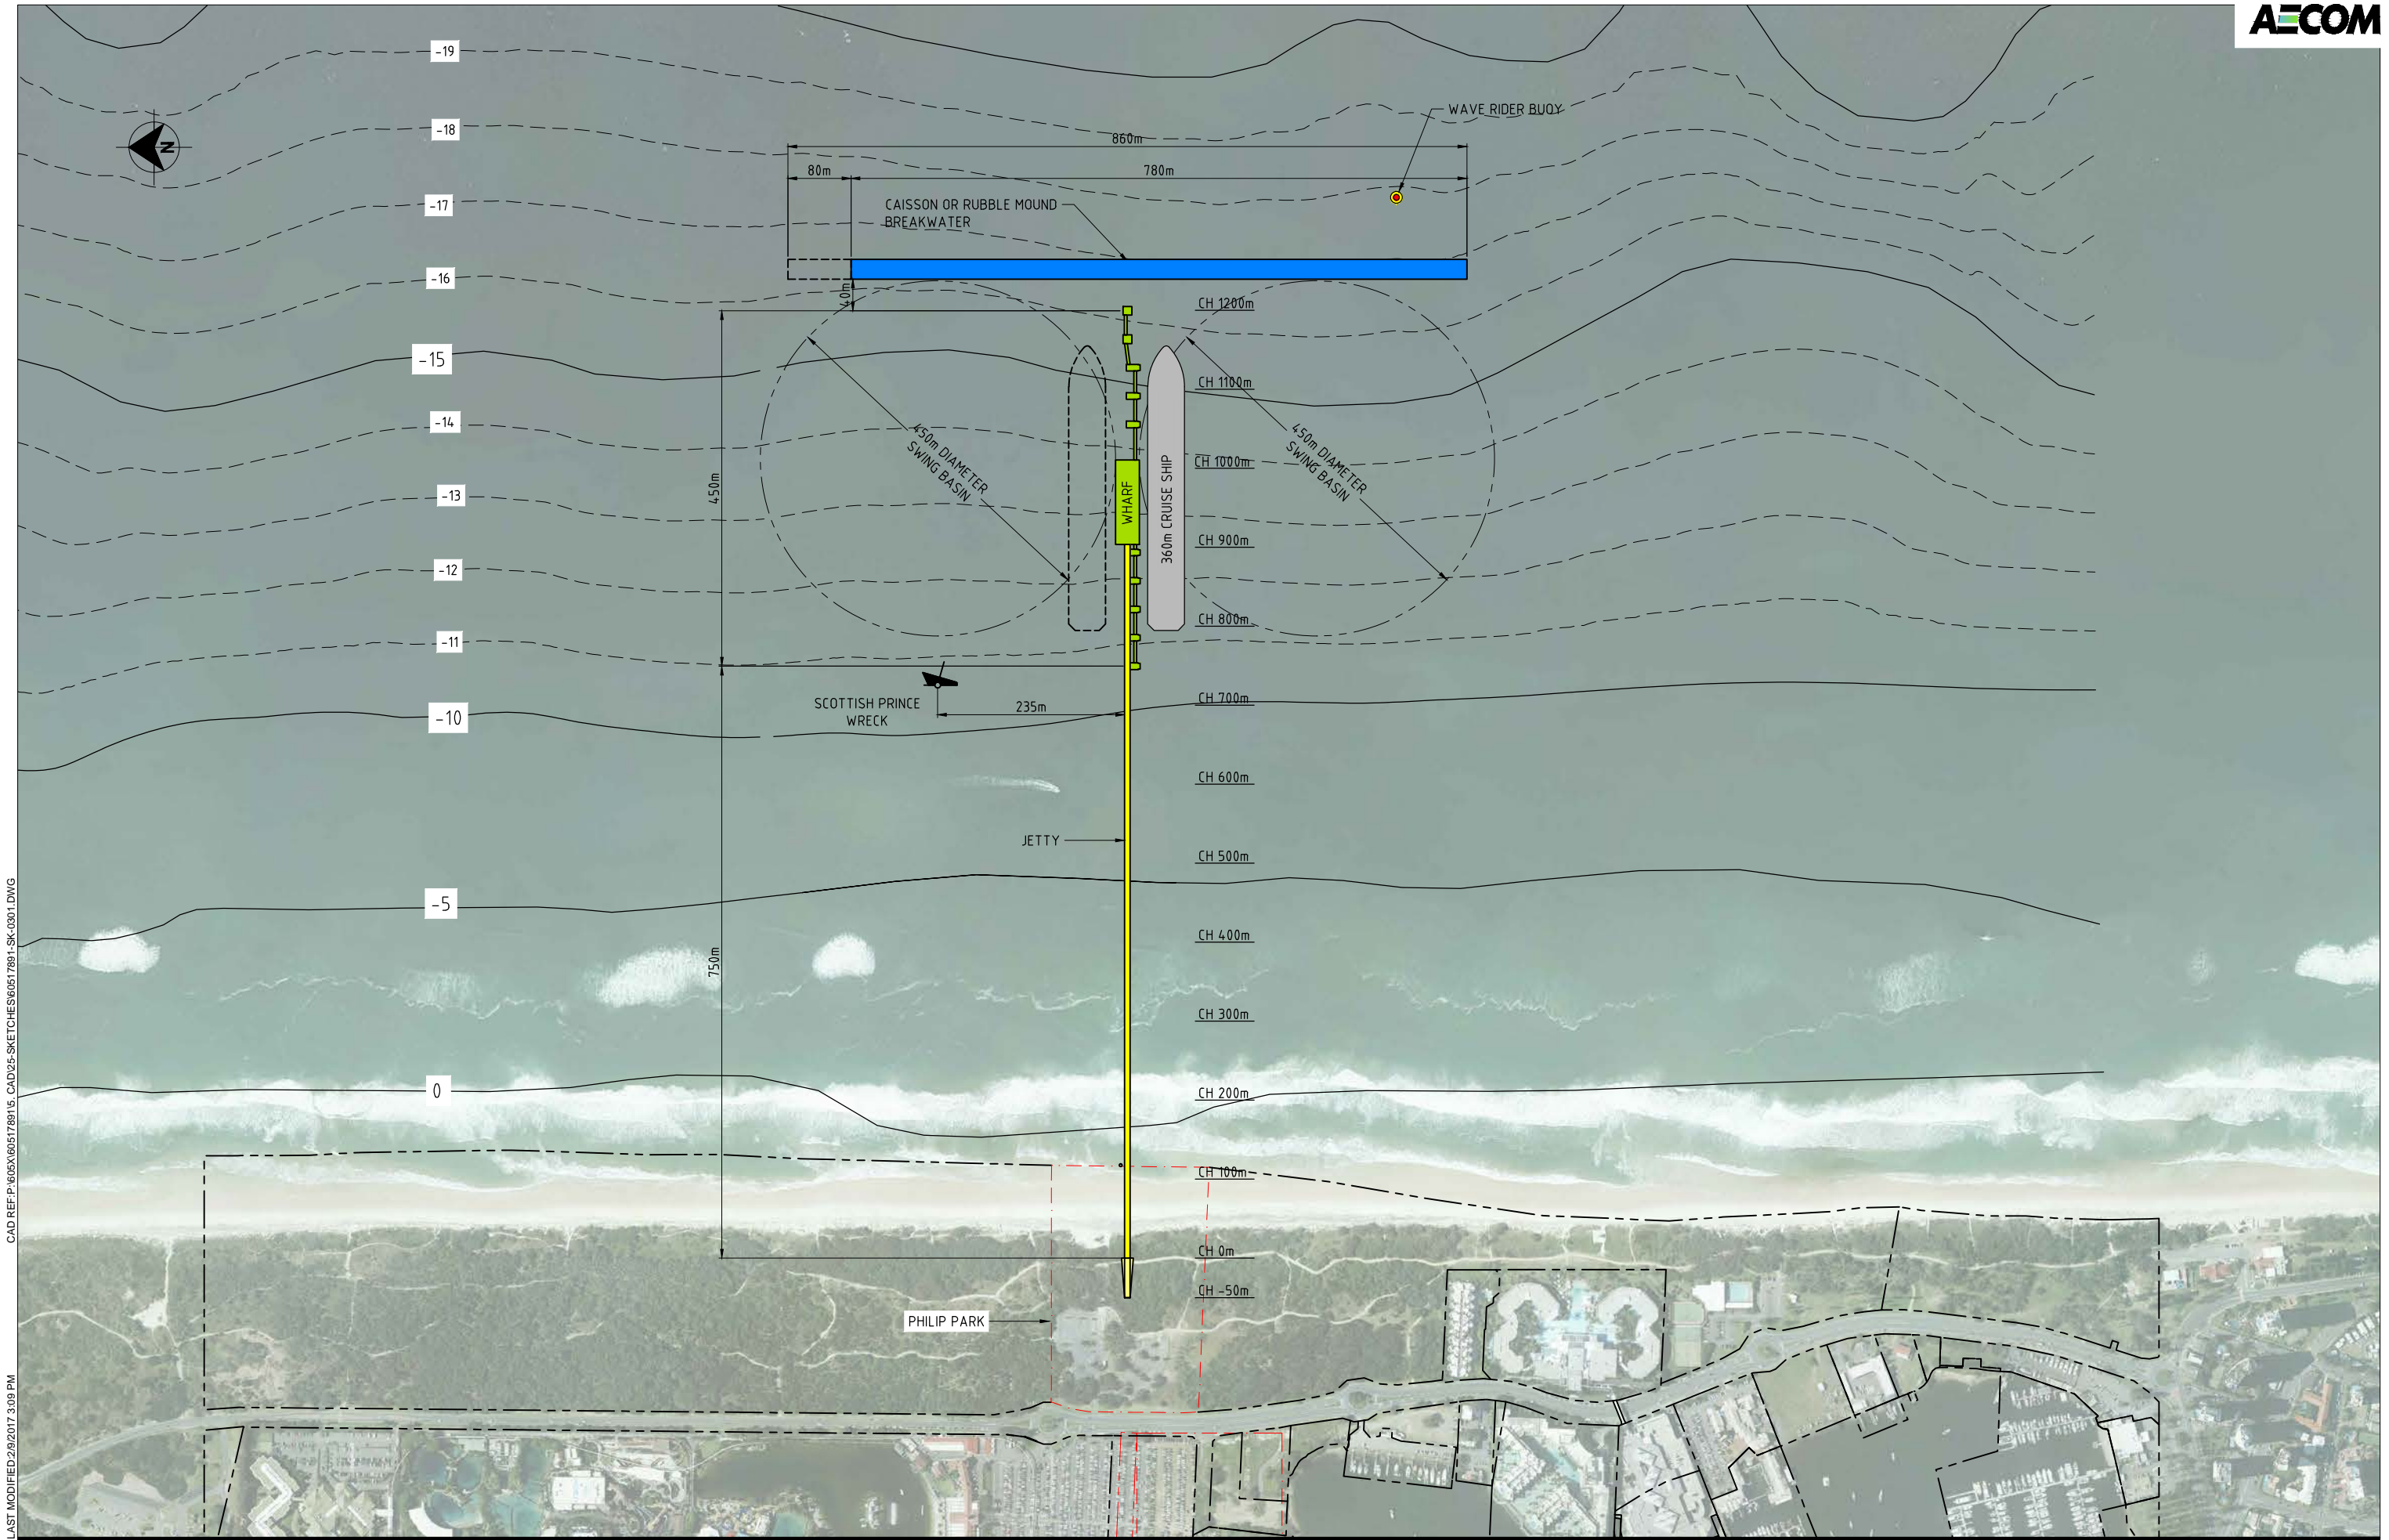 AECOM
-19
WAVE RIDER BUOY
-18
860m
N
80m
780m
-17
CAISSON OR RUBBLE MOUND
BREAKWATER
-16
40m
CH 1200m
-15
CH 1100m
-14
450m DIAMETER
SWING BASIN
450m DIAMETER
SWING BASIN
CH 1000m
450m
WHARF
360m CRUISE SHIP
-13
CH 900m
-12
CH 800m
-11
SCOTTISH PRINCE
WRECK
235m
CH 700m
-10
CH 600m
JETTY
CH 500m
-5
CH 400m
750m
CH 300m
0
CH 200m
CH 100m
CH 0m
CH -50m
PHILIP PARK
CAD REF:P:\605X\60517891\5. CAD\25-SKETCHES\60517891-SK-0301.DWG
LAST MODIFIED:2/9/2017 3:09 PM